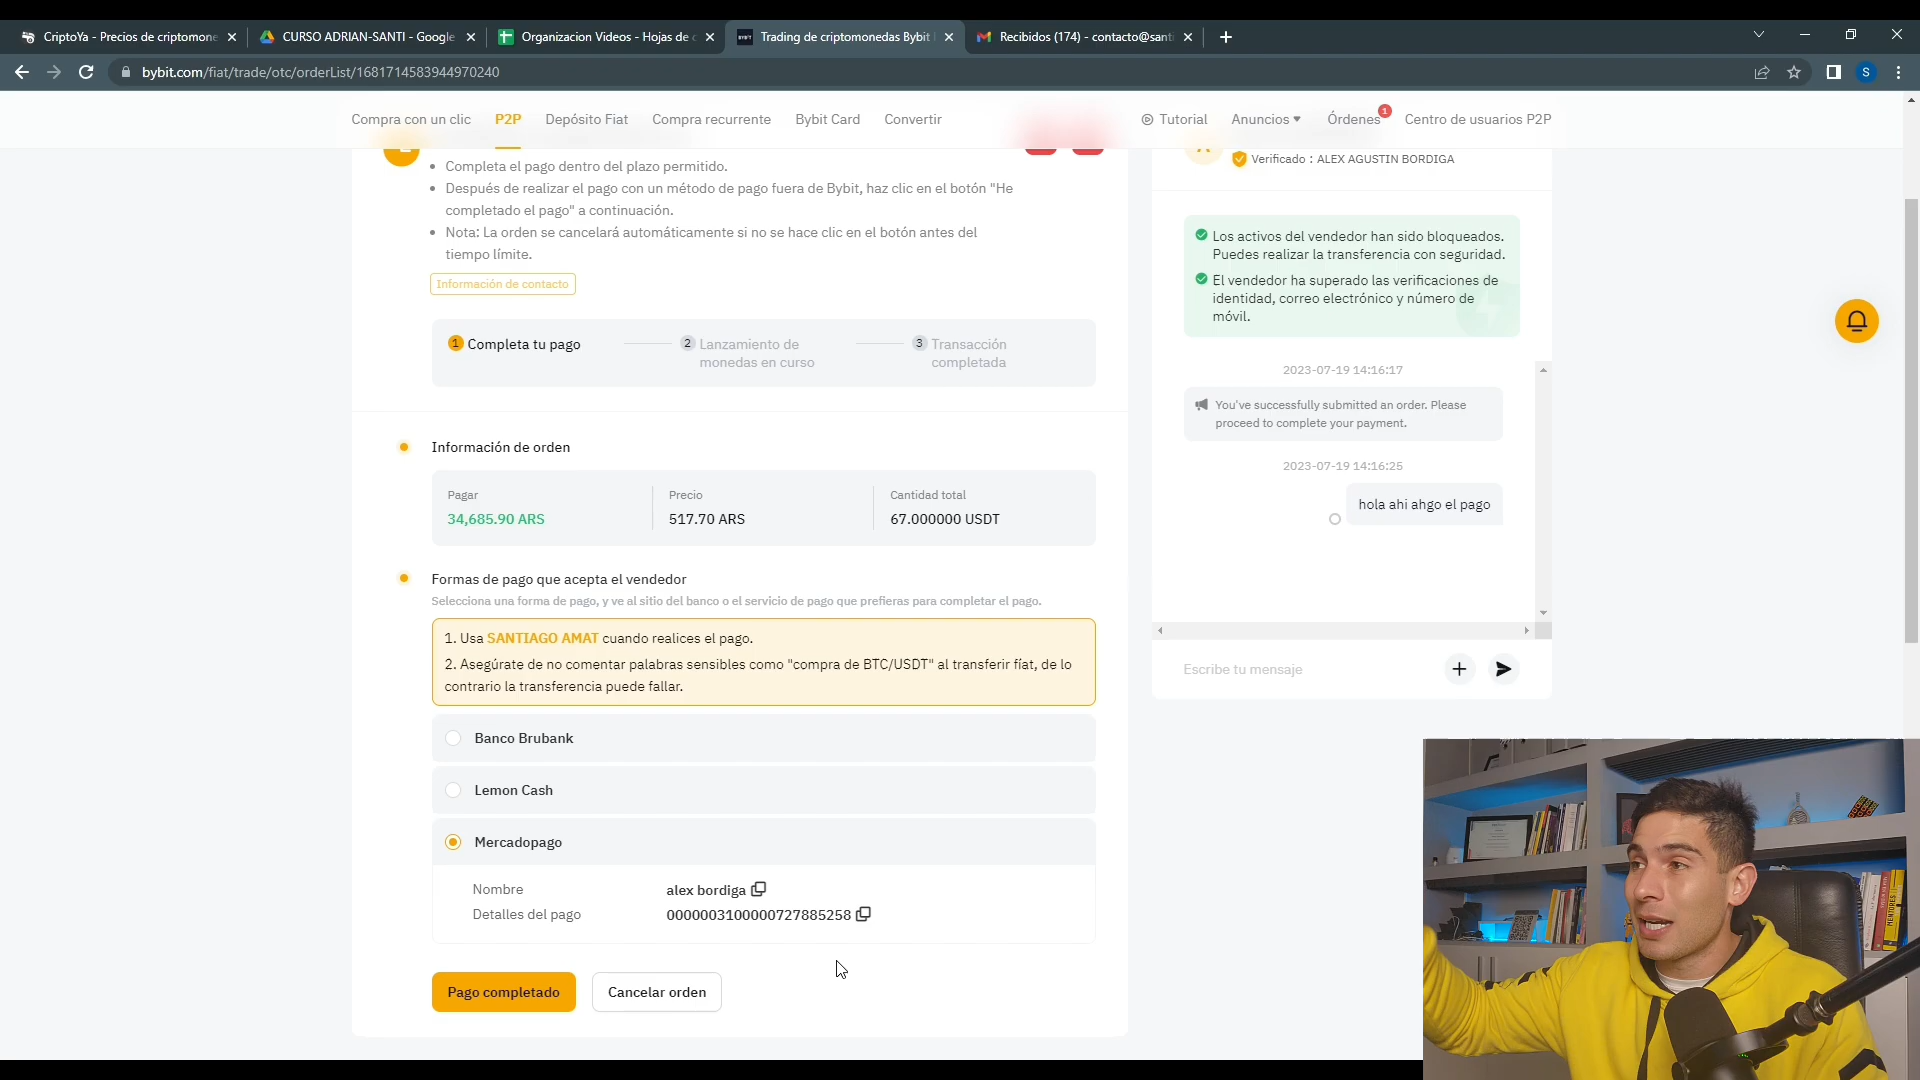 CriptoYa - Precios de criptomone
CURSO ADRIAN-SANTI - Google
Organizacion Videos - Hojas de c
Trading de criptomonedas Bybit
Recibidos (174) - contacto@santi
bybit.com/fiat/trade/otc/orderList/1681714583944970240
S
Compra con un clic
P2P
Depósito Fiat
Compra recurrente
Bybit Card
Convertir
Tutorial
Anuncios
Órdenes
1
Centro de usuarios P2P
Completa el pago dentro del plazo permitido.
Después de realizar el pago con un método de pago fuera de Bybit, haz clic en el botón "He
completado el pago" a continuación.
Nota: La orden se cancelará automáticamente si no se hace clic en el botón antes del
tiempo límite.
Información de contacto
1 Completa tu pago
2 Lanzamiento de
monedas en curso
3 Transacción
completada
Información de orden
Pagar
34,685.90 ARS
Precio
517.70 ARS
Cantidad total
67.000000 USDT
Formas de pago que acepta el vendedor
Selecciona una forma de pago, y ve al sitio del banco o el servicio de pago que prefieras para completar el pago.
1. Usa SANTIAGO AMAT cuando realices el pago.
2. Asegúrate de no comentar palabras sensibles como "compra de BTC/USDT" al transferir fíat, de lo
contrario la transferencia puede fallar.
Banco Brubank
Lemon Cash
Mercadopago
Nombre
alex bordiga
Detalles del pago
0000003100000727885258
Pago completado
Cancelar orden
Verificado : ALEX AGUSTIN BORDIGA
Los activos del vendedor han sido bloqueados.
Puedes realizar la transferencia con seguridad.
El vendedor ha superado las verificaciones de
identidad, correo electrónico y número de
móvil.
2023-07-19 14:16:17
You've successfully submitted an order. Please
proceed to complete your payment.
2023-07-19 14:16:25
hola ahi ahgo el pago
Escribe tu mensaje